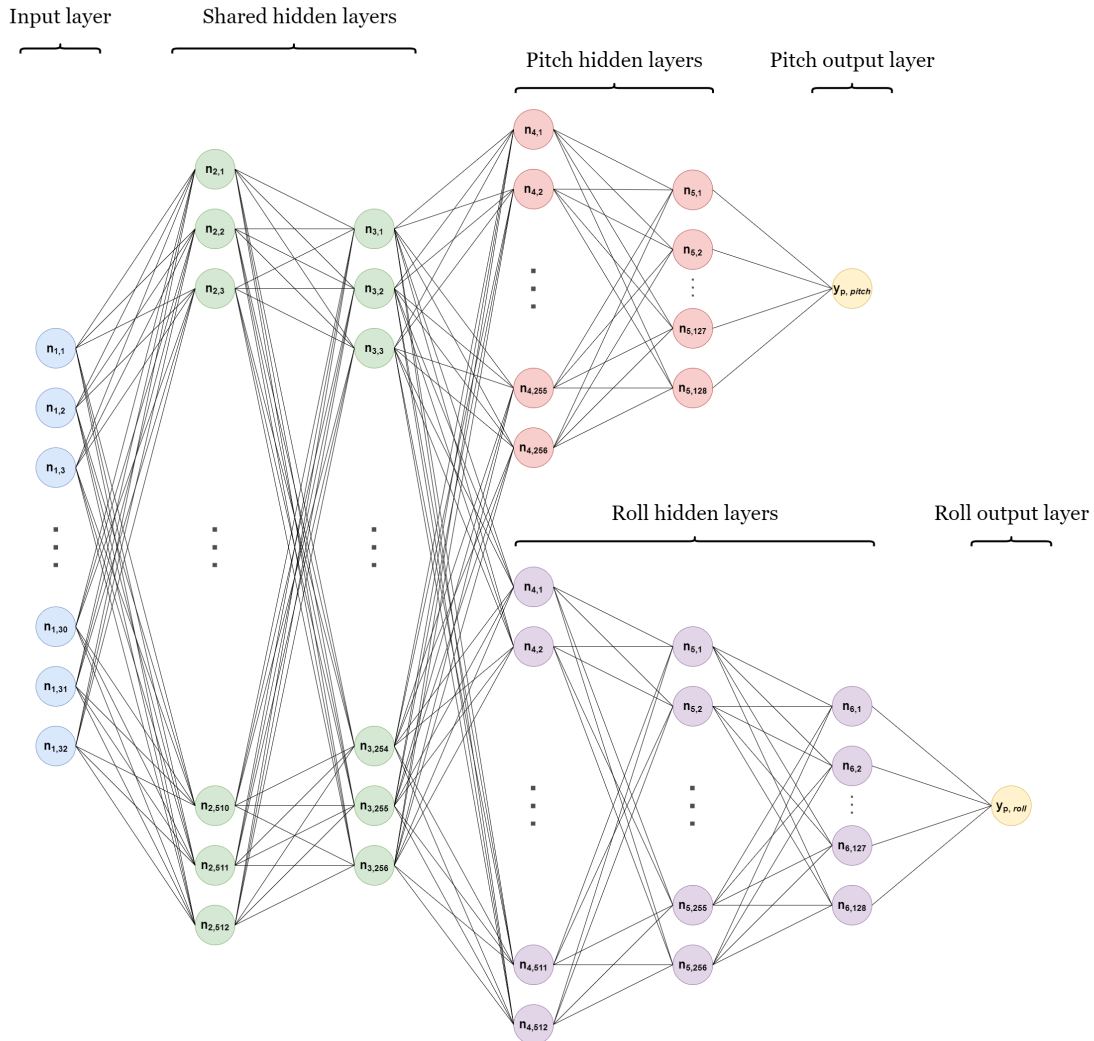 Input layer
Shared hidden layers
Pitch hidden layers
Pitch output layer
n1,1
n1,2
n1,3
n1,30
n1,31
n1,32
n2,1
n2,2
n2,3
n2,510
n2,511
n2,512
n3,1
n3,2
n3,3
n3,254
n3,255
n3,256
n4,1
n4,2
n4,255
n4,256
n5,1
n5,2
n5,127
n5,128
yp, pitch
Roll hidden layers
Roll output layer
n4,1
n4,2
n4,511
n4,512
n5,1
n5,2
n5,255
n5,256
n6,1
n6,2
n6,127
n6,128
yp, roll